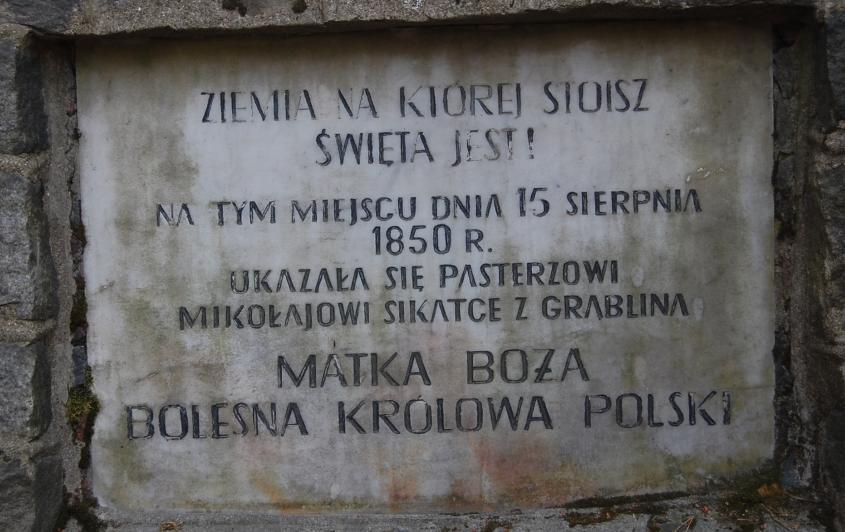 ZIEMIA NA KTÓREJ STOISZ
ŚWIĘTA JEST!
NA TYM MIEJSCU DNIA 15 SIERPNIA
1850 R.
UKAZAŁA SIĘ PASTERZOWI
MIKOŁAJOWI SIKATCE Z GRĄBLINA
MATKA BOŻA
BOLESNA KRÓLOWA POLSKI